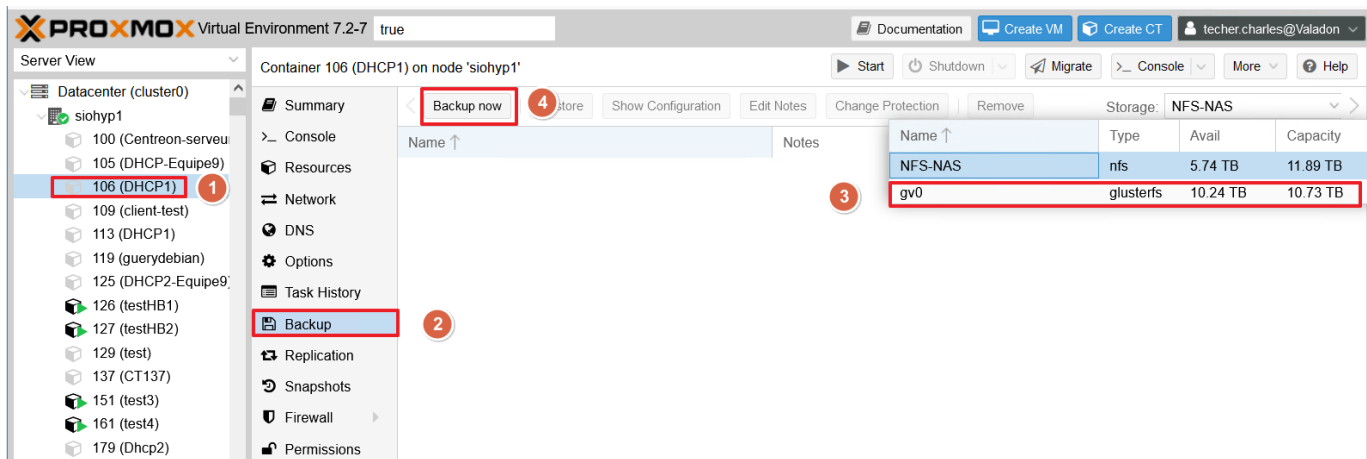 PROXMOX Virtual Environment 7.2-7 true Documentation Create VM Create CT techer.charles@Valadon
Server View
Container 106 (DHCP1) on node 'siohyp1' Start Shutdown Migrate >_ Console More Help
Datacenter (cluster0)
siohyp1
100 (Centreon-serveu
105 (DHCP-Equipe9)
106 (DHCP1) 1
109 (client-test)
113 (DHCP1)
119 (guerydebian)
125 (DHCP2-Equipe9)
126 (testHB1)
127 (testHB2)
129 (test)
137 (CT137)
151 (test3)
161 (test4)
179 (Dhcp2)
Summary
>_ Console
Resources
Network
DNS
Options
Task History
Backup 2
Replication
Snapshots
Firewall
Permissions
Backup now 4 store Show Configuration Edit Notes Change Protection Remove Storage: NFS-NAS
Name Notes
Name Type Avail Capacity
NFS-NAS nfs 5.74 TB 11.89 TB
3 gv0 glusterfs 10.24 TB 10.73 TB